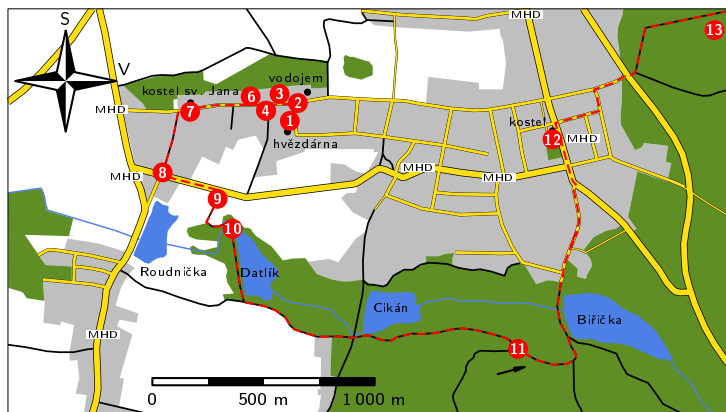 S
MHD
13
V
vodojem
kostel sv. Jana
6
3
2
MHD
7
4
1
kostel
12
MHD
hvězdárna
MHD
8
MHD
MHD
9
10
Roudnička
Datlík
Cikán
Biřička
MHD
11
0
500 m
1 000 m